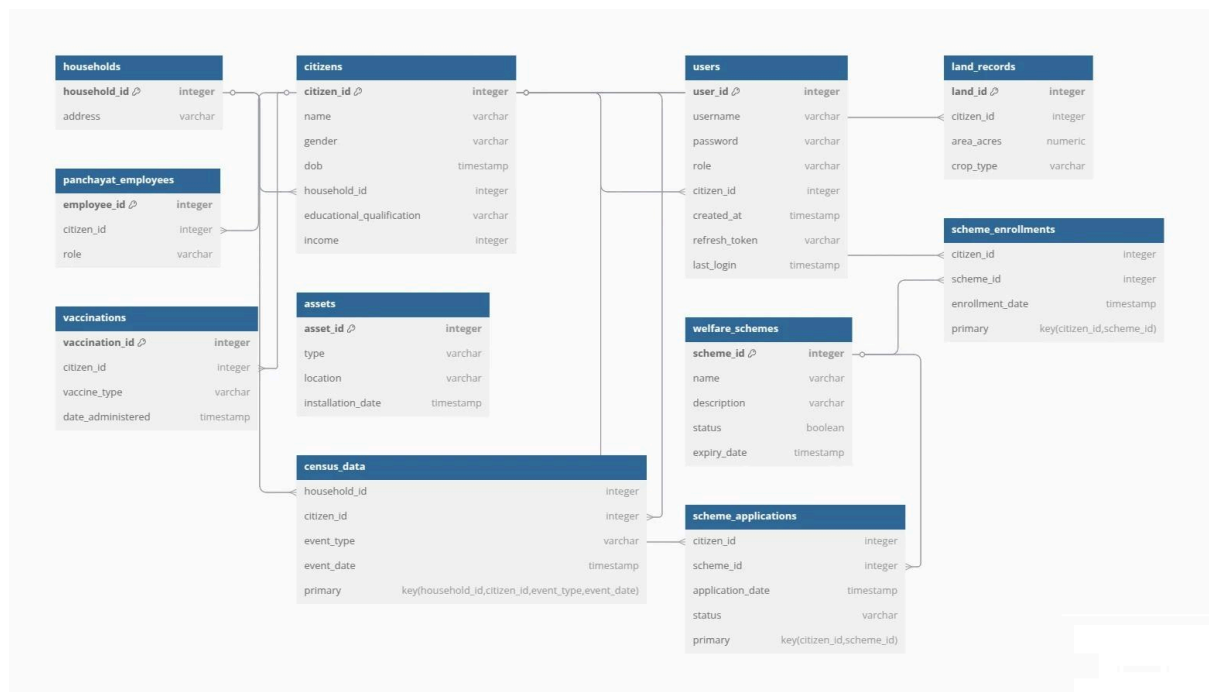 households
household_id integer
address varchar
panchayat_employees
employee_id integer
citizen_id integer
role varchar
vaccinations
vaccination_id integer
citizen_id integer
vaccine_type varchar
date_administered timestamp
citizens
citizen_id integer
name varchar
gender varchar
dob timestamp
household_id integer
educational_qualification varchar
income integer
assets
asset_id integer
type varchar
location varchar
installation_date timestamp
census_data
household_id integer
citizen_id integer
event_type varchar
event_date timestamp
primary key(household_id,citizen_id,event_type,event_date)
users
user_id integer
username varchar
password varchar
role varchar
citizen_id integer
created_at timestamp
refresh_token varchar
last_login timestamp
welfare_schemes
scheme_id integer
name varchar
description varchar
status boolean
expiry_date timestamp
scheme_applications
citizen_id integer
scheme_id integer
application_date timestamp
status varchar
primary key(citizen_id,scheme_id)
land_records
land_id integer
citizen_id integer
area_acres numeric
crop_type varchar
scheme_enrollments
citizen_id integer
scheme_id integer
enrollment_date timestamp
primary key(citizen_id,scheme_id)